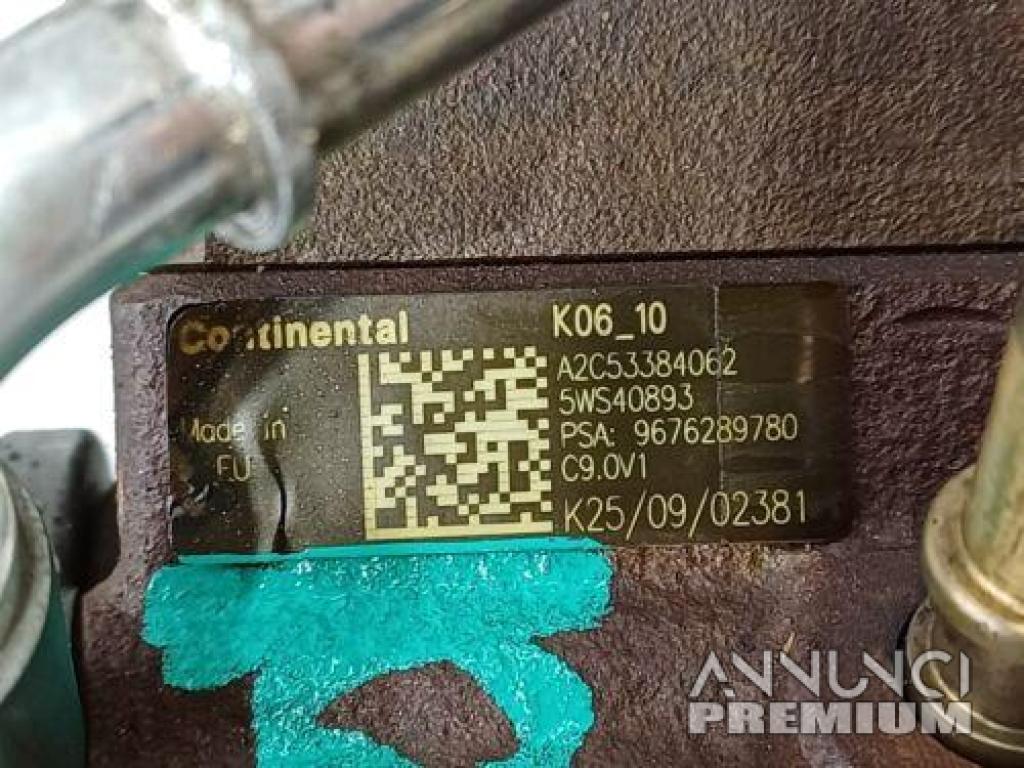 Continental
K06_10
A2C53384062
5WS40893
Made in
EU
PSA: 9676289780
C9.0V1
K25/09/02381
ANNUNCI
PREMIUM